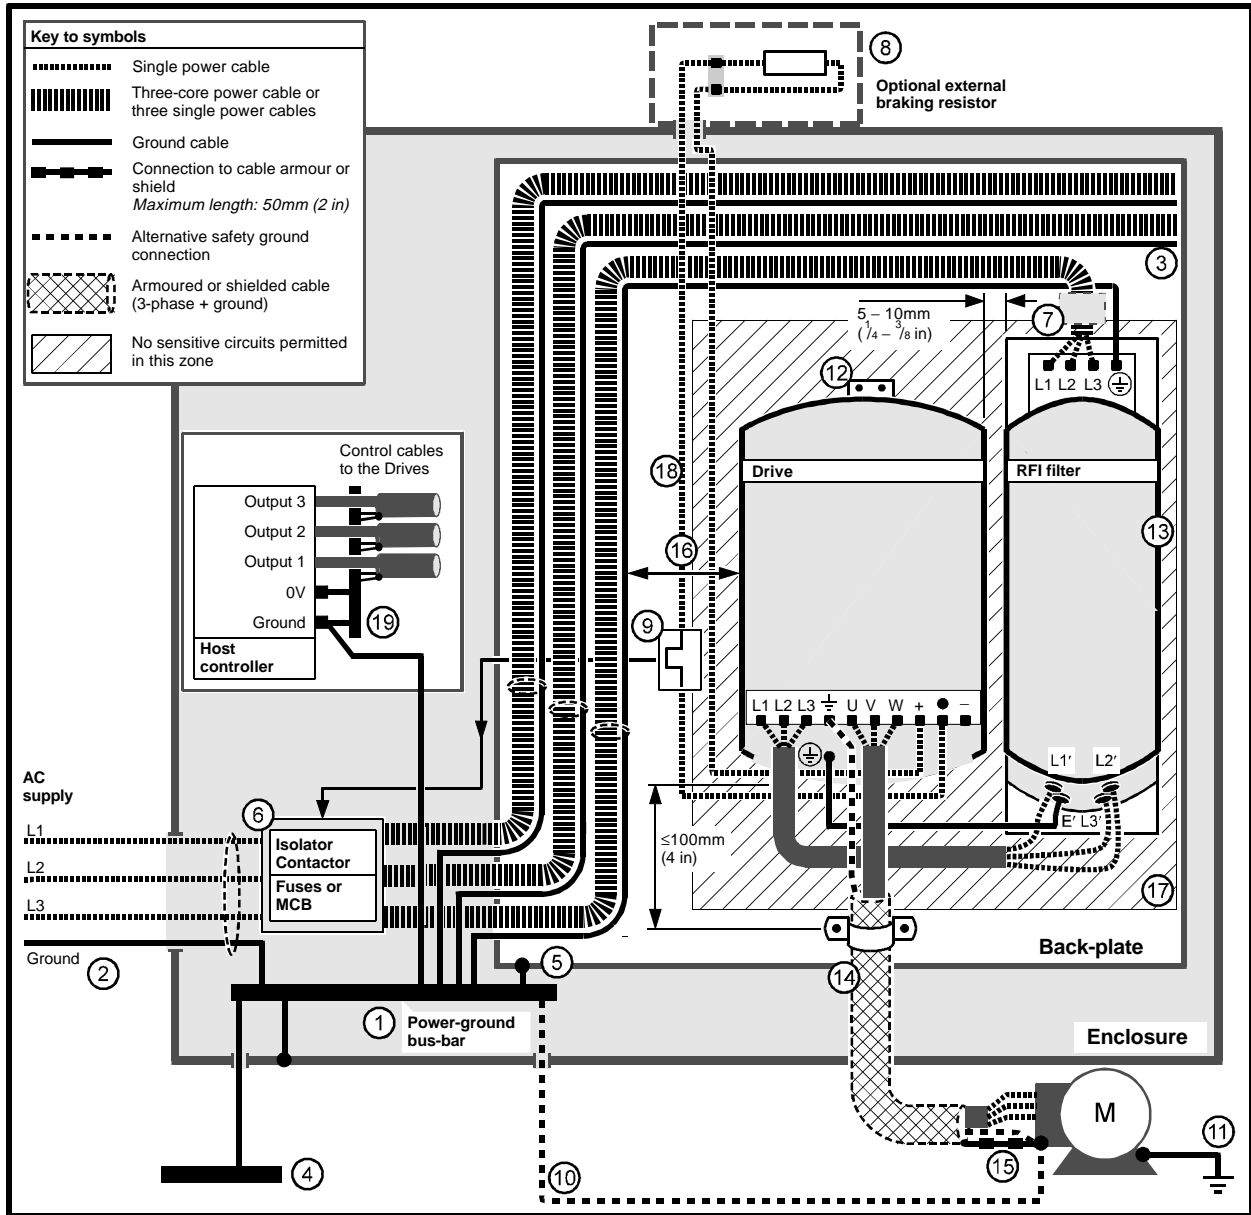 Key to symbols
Single power cable
Three-core power cable or
three single power cables
Ground cable
Connection to cable armour or
shield
Maximum length: 50mm (2 in)
Alternative safety ground
connection
Armoured or shielded cable
(3-phase + ground)
No sensitive circuits permitted
in this zone
8
Optional external
braking resistor
3
5 – 10mm
(1/4 – 3/8 in)
7
12
L1 L2 L3
Control cables
to the Drives
18
Drive
RFI filter
Output 3
Output 2
Output 1
0V
Ground
Host
controller
19
13
16
9
L1 L2 L3 U V W + −
L1′ L2′
E′ L3′
AC
supply
6
L1
L2
L3
Ground
2
Isolator
Contactor
Fuses or
MCB
≤100mm
(4 in)
17
Back-plate
5
14
1
Power-ground
bus-bar
Enclosure
M
11
15
4
10